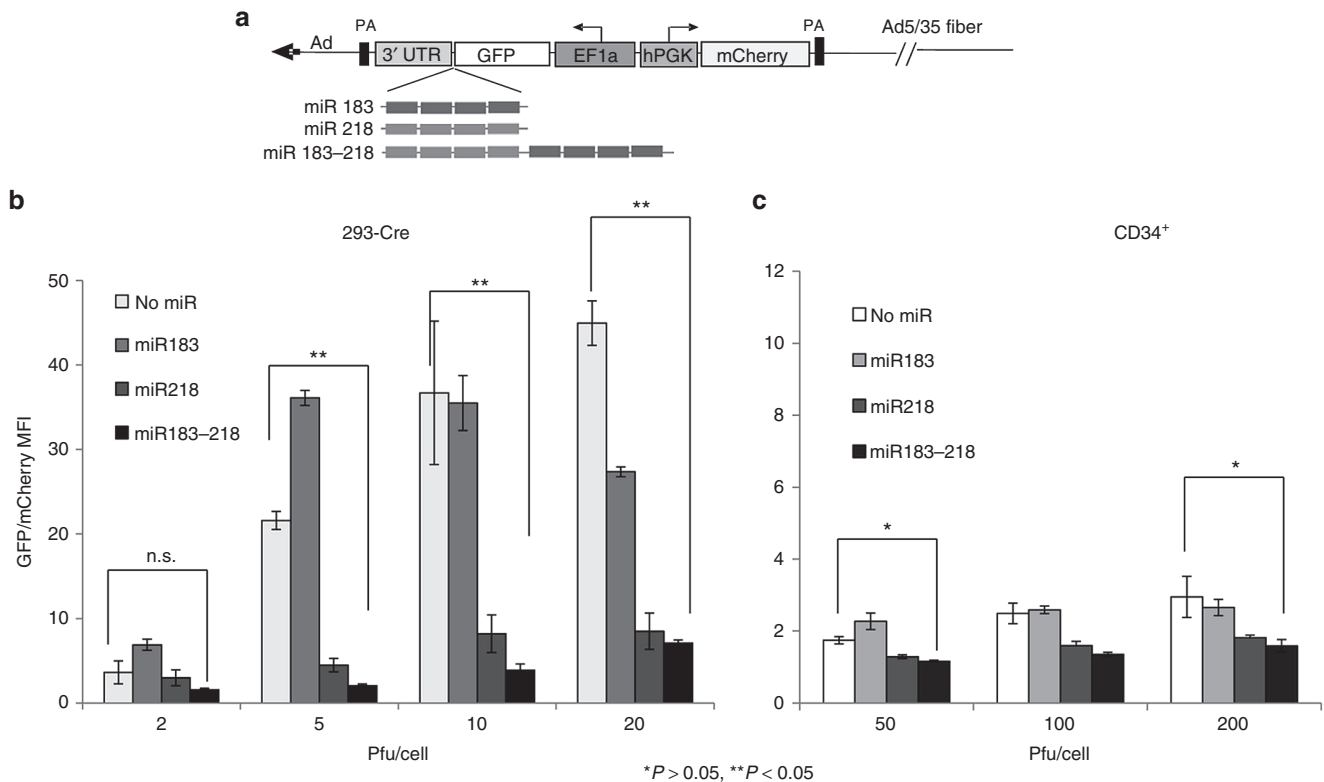 a
PA
PA
Ad
Ad5/35 fiber
3′ UTR
GFP
EF1a
hPGK
mCherry
miR 183
miR 218
miR 183–218
b
293-Cre
GFP/mCherry MFI
50
40
30
20
10
0
No miR
miR183
miR218
miR183–218
n.s.
**
**
**
2
5
10
20
Pfu/cell
c
CD34+
12
10
8
6
4
2
0
No miR
miR183
miR218
miR183–218
*
*
50
100
200
Pfu/cell
*P > 0.05, **P < 0.05